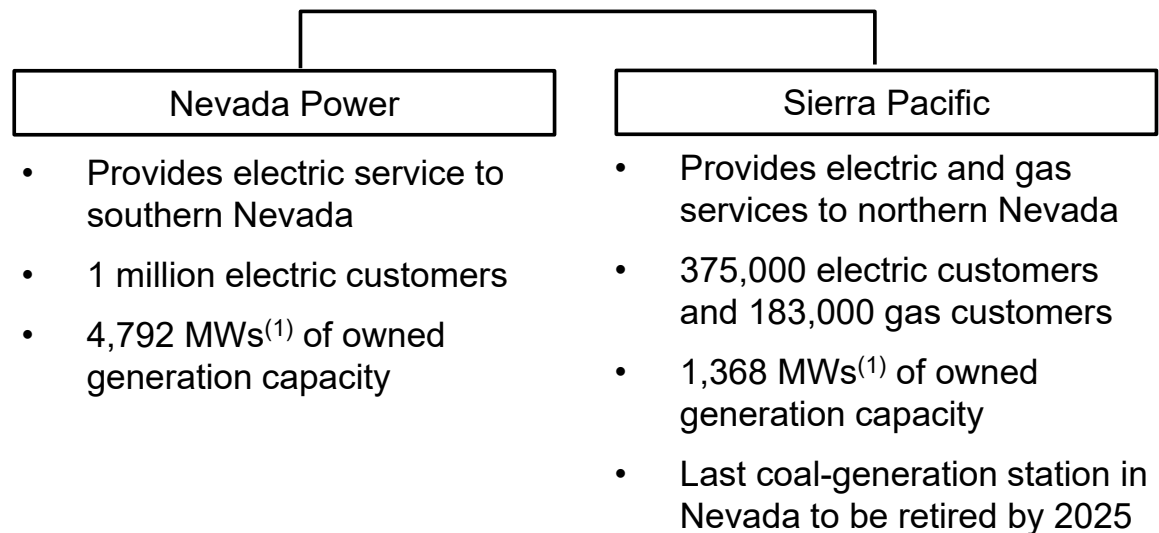 Nevada Power
• Provides electric service to
southern Nevada
• 1 million electric customers
• 4,792 MWs(1) of owned
generation capacity
Sierra Pacific
• Provides electric and gas
services to northern Nevada
• 375,000 electric customers
and 183,000 gas customers
• 1,368 MWs(1) of owned
generation capacity
• Last coal-generation station in
Nevada to be retired by 2025